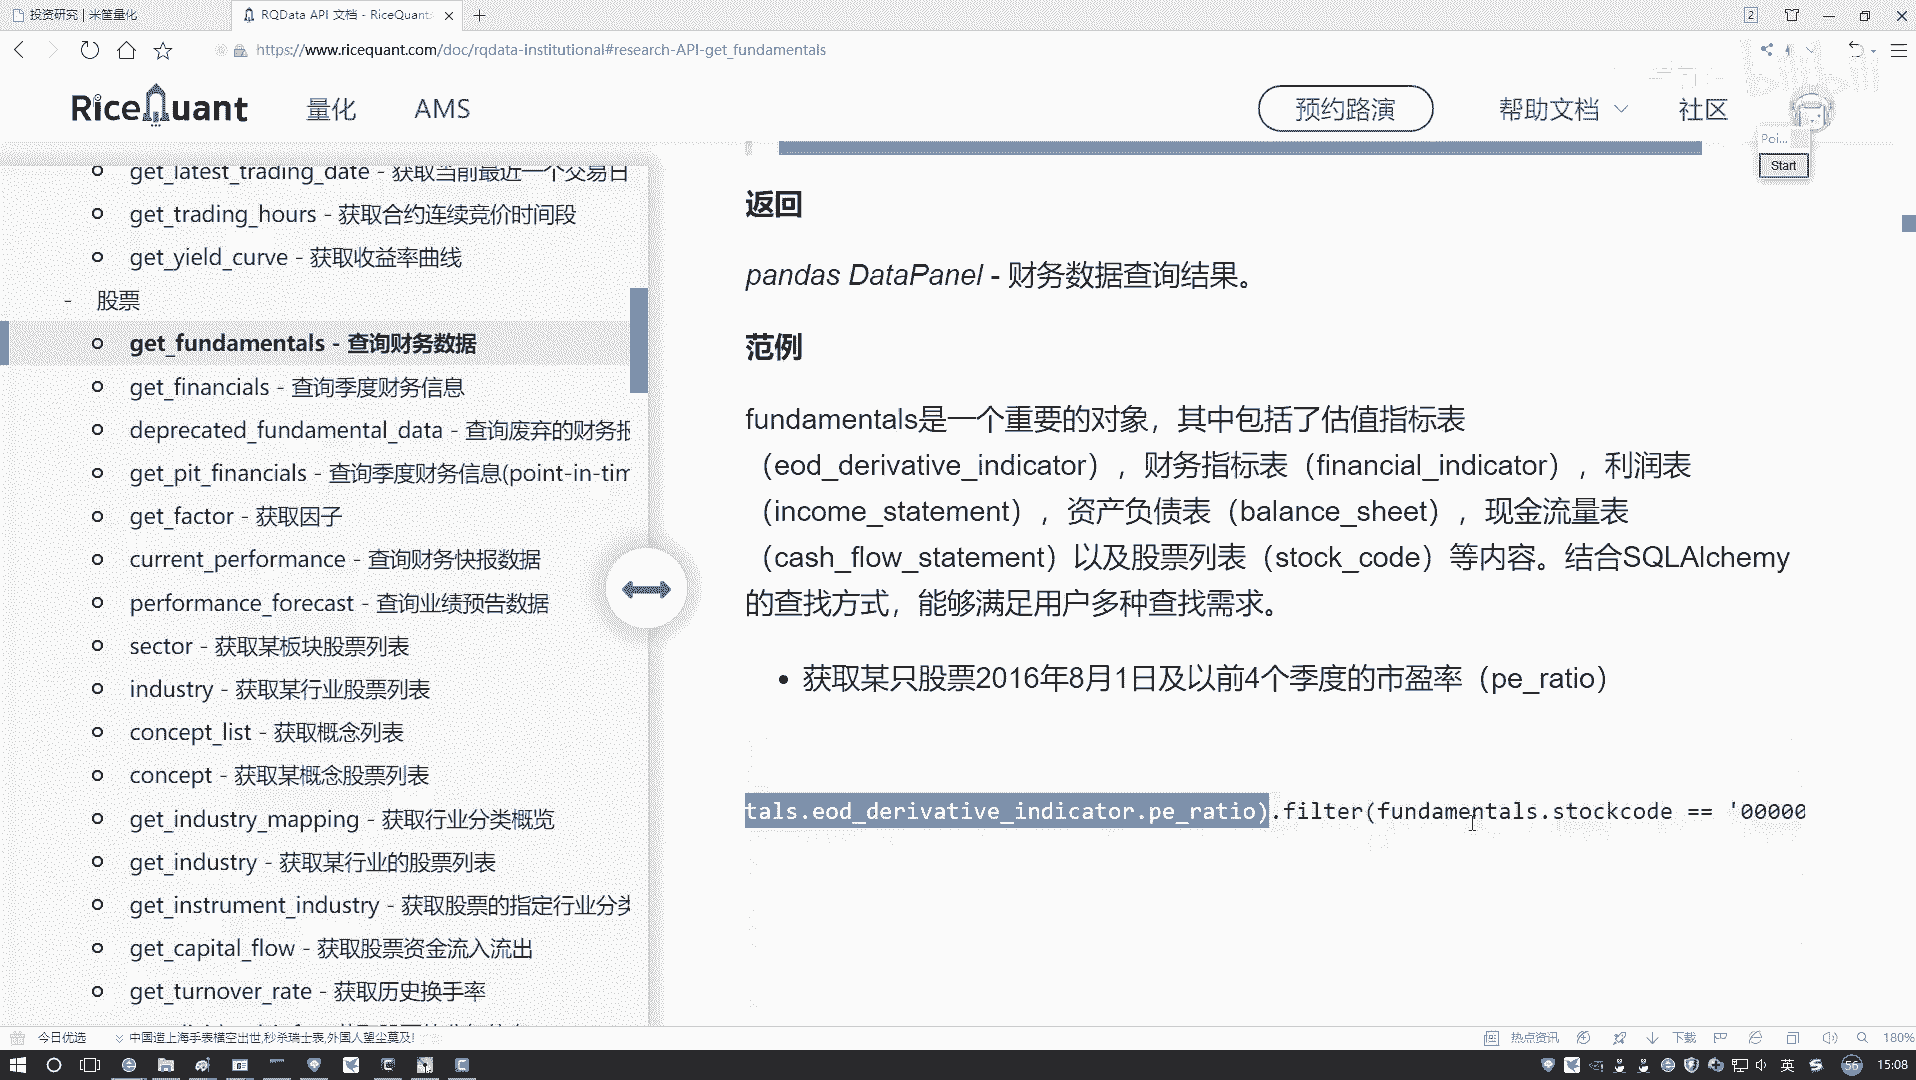 投资研究 | 米筐量化
RQData API 文档 - RiceQuant
2
https://www.ricequant.com/doc/rqdata-institutional#research-API-get_fundamentals
RiceQuant
量化
AMS
预约路演
帮助文档
社区
Poi...
Start
get_latest_trading_date - 获取当前最近一个交易日
get_trading_hours - 获取合约连续竞价时间段
get_yield_curve - 获取收益率曲线
- 股票
get_fundamentals - 查询财务数据
get_financials - 查询季度财务信息
deprecated_fundamental_data - 查询废弃的财务报
get_pit_financials - 查询季度财务信息(point-in-tim
get_factor - 获取因子
current_performance - 查询财务快报数据
performance_forecast - 查询业绩预告数据
sector - 获取某板块股票列表
industry - 获取某行业股票列表
concept_list - 获取概念列表
concept - 获取某概念股票列表
get_industry_mapping - 获取行业分类概览
get_industry - 获取某行业的股票列表
get_instrument_industry - 获取股票的指定行业分类
get_capital_flow - 获取股票资金流入流出
get_turnover_rate - 获取历史换手率
返回
pandas DataPanel - 财务数据查询结果。
范例
fundamentals是一个重要的对象，其中包括了估值指标表
（eod_derivative_indicator），财务指标表（financial_indicator），利润表
（income_statement），资产负债表（balance_sheet），现金流量表
（cash_flow_statement）以及股票列表（stock_code）等内容。结合SQLAlchemy
的查找方式，能够满足用户多种查找需求。
• 获取某只股票2016年8月1日及以前4个季度的市盈率（pe_ratio）
tals.eod_derivative_indicator.pe_ratio).filter(fundamentals.stockcode == '00000
今日优选
中国造上海手表横空出世,秒杀瑞士表,外国人望尘莫及!
热点资讯
下载
180%
英
56
15:08